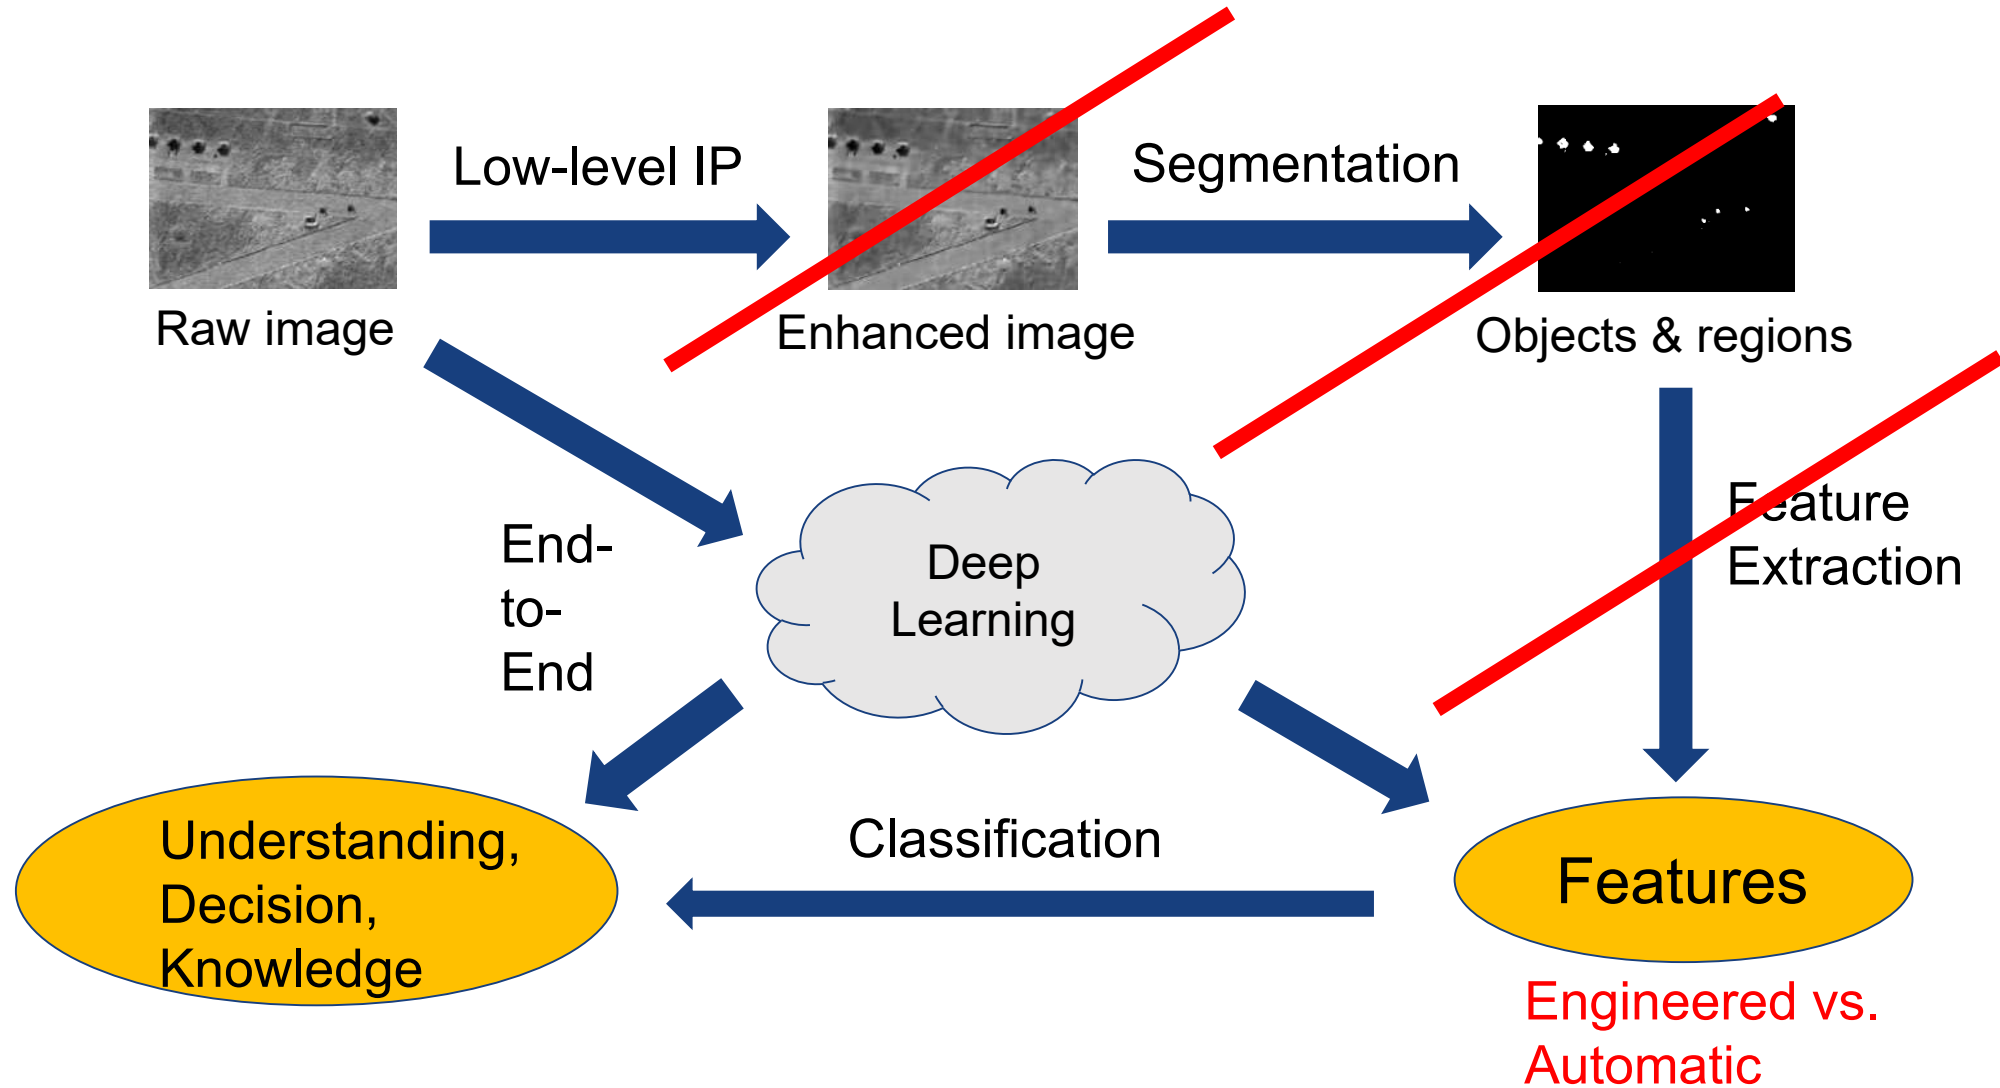 Low-level IP
Segmentation
Raw image
Enhanced image
Objects & regions
Feature
Extraction
End-
to-
End
Deep
Learning
Understanding,
Decision,
Knowledge
Classification
Features
Engineered vs.
Automatic